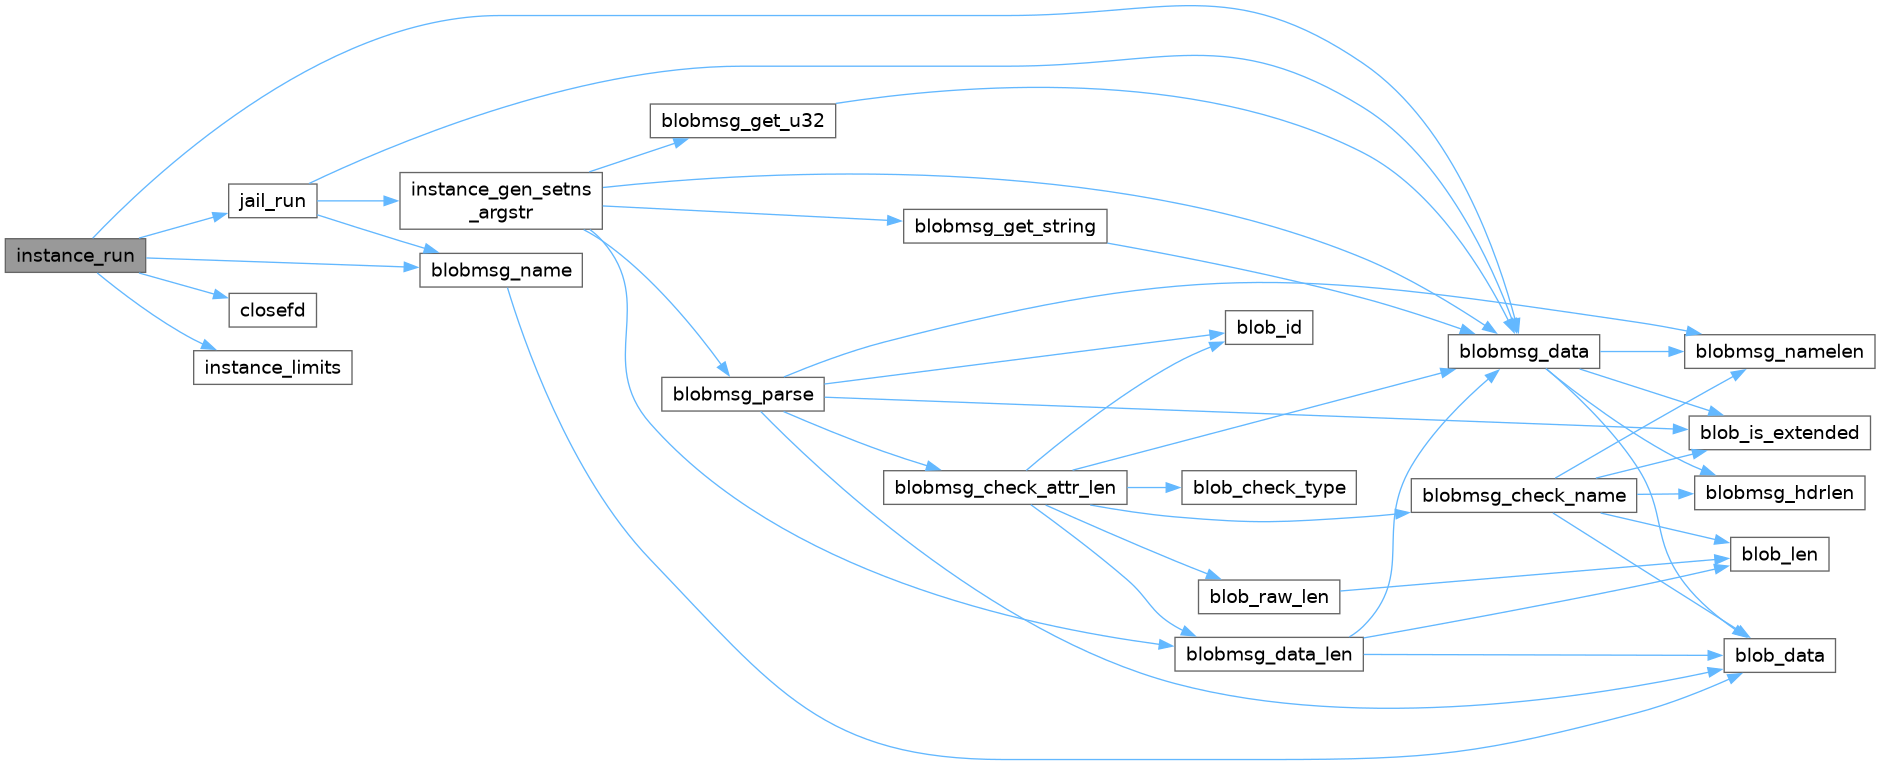 instance_run
jail_run
closefd
instance_limits
blobmsg_name
instance_gen_setns
_argstr
blobmsg_get_u32
blobmsg_get_string
blobmsg_parse
blobmsg_check_attr_len
blob_id
blob_check_type
blob_raw_len
blobmsg_data_len
blobmsg_data
blobmsg_check_name
blobmsg_namelen
blob_is_extended
blobmsg_hdrlen
blob_len
blob_data